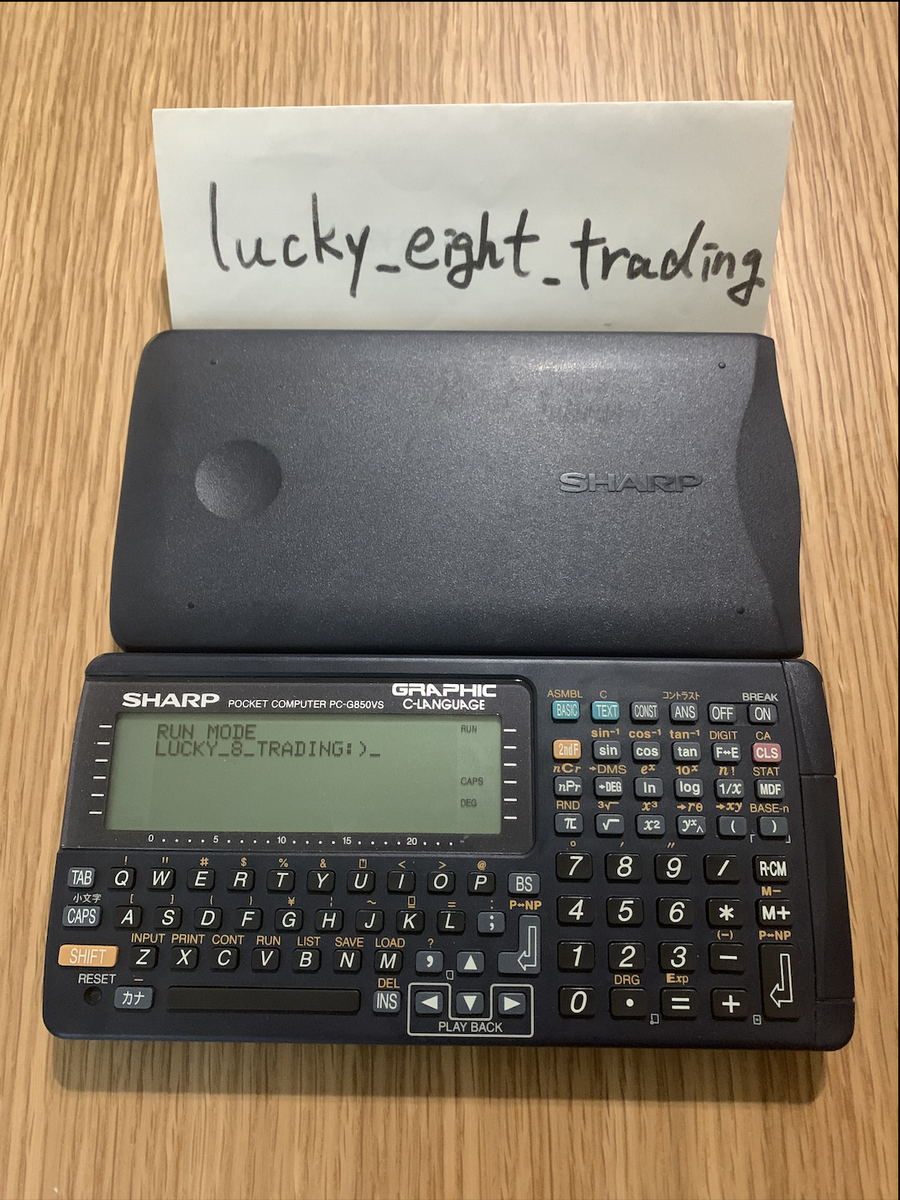 lucky_eight_trading
SHARP
SHARP POCKET COMPUTER PC-G850VS GRAPHIC
C-LANGUAGE
RUN MODE RUN
LUCKY_8_TRADING:)_
CAPS
DEG
0 5 10 15 20
ASMBL C コントラスト BREAK
BASIC TEXT CONST ANS OFF ON
sin⁻¹ cos⁻¹ tan⁻¹ DIGIT CA
2ndF sin cos tan F↔E CLS
nCr →DMS eˣ 10ˣ n! STAT
nPr →DEG ln log 1/x MDF
RND ³√ x³ →rθ →xy BASE-n
π √ x² yˣ^ ( )
° ′ ″
7 8 9 / R·CM
M−
4 5 6 * M+
(−) P↔NP
1 2 3 −
DRG Exp
0 • = +
! " # $ % & < > @
TAB Q W E R T Y U I O P BS
小文字 [ ] { } ¥ ¦ ~ : P↔NP
CAPS A S D F G H J K L ;
INPUT PRINT CONT RUN LIST SAVE LOAD ?
SHIFT Z X C V B N M , ▲
RESET DEL
カナ INS ◀ ▼ ▶
PLAY BACK